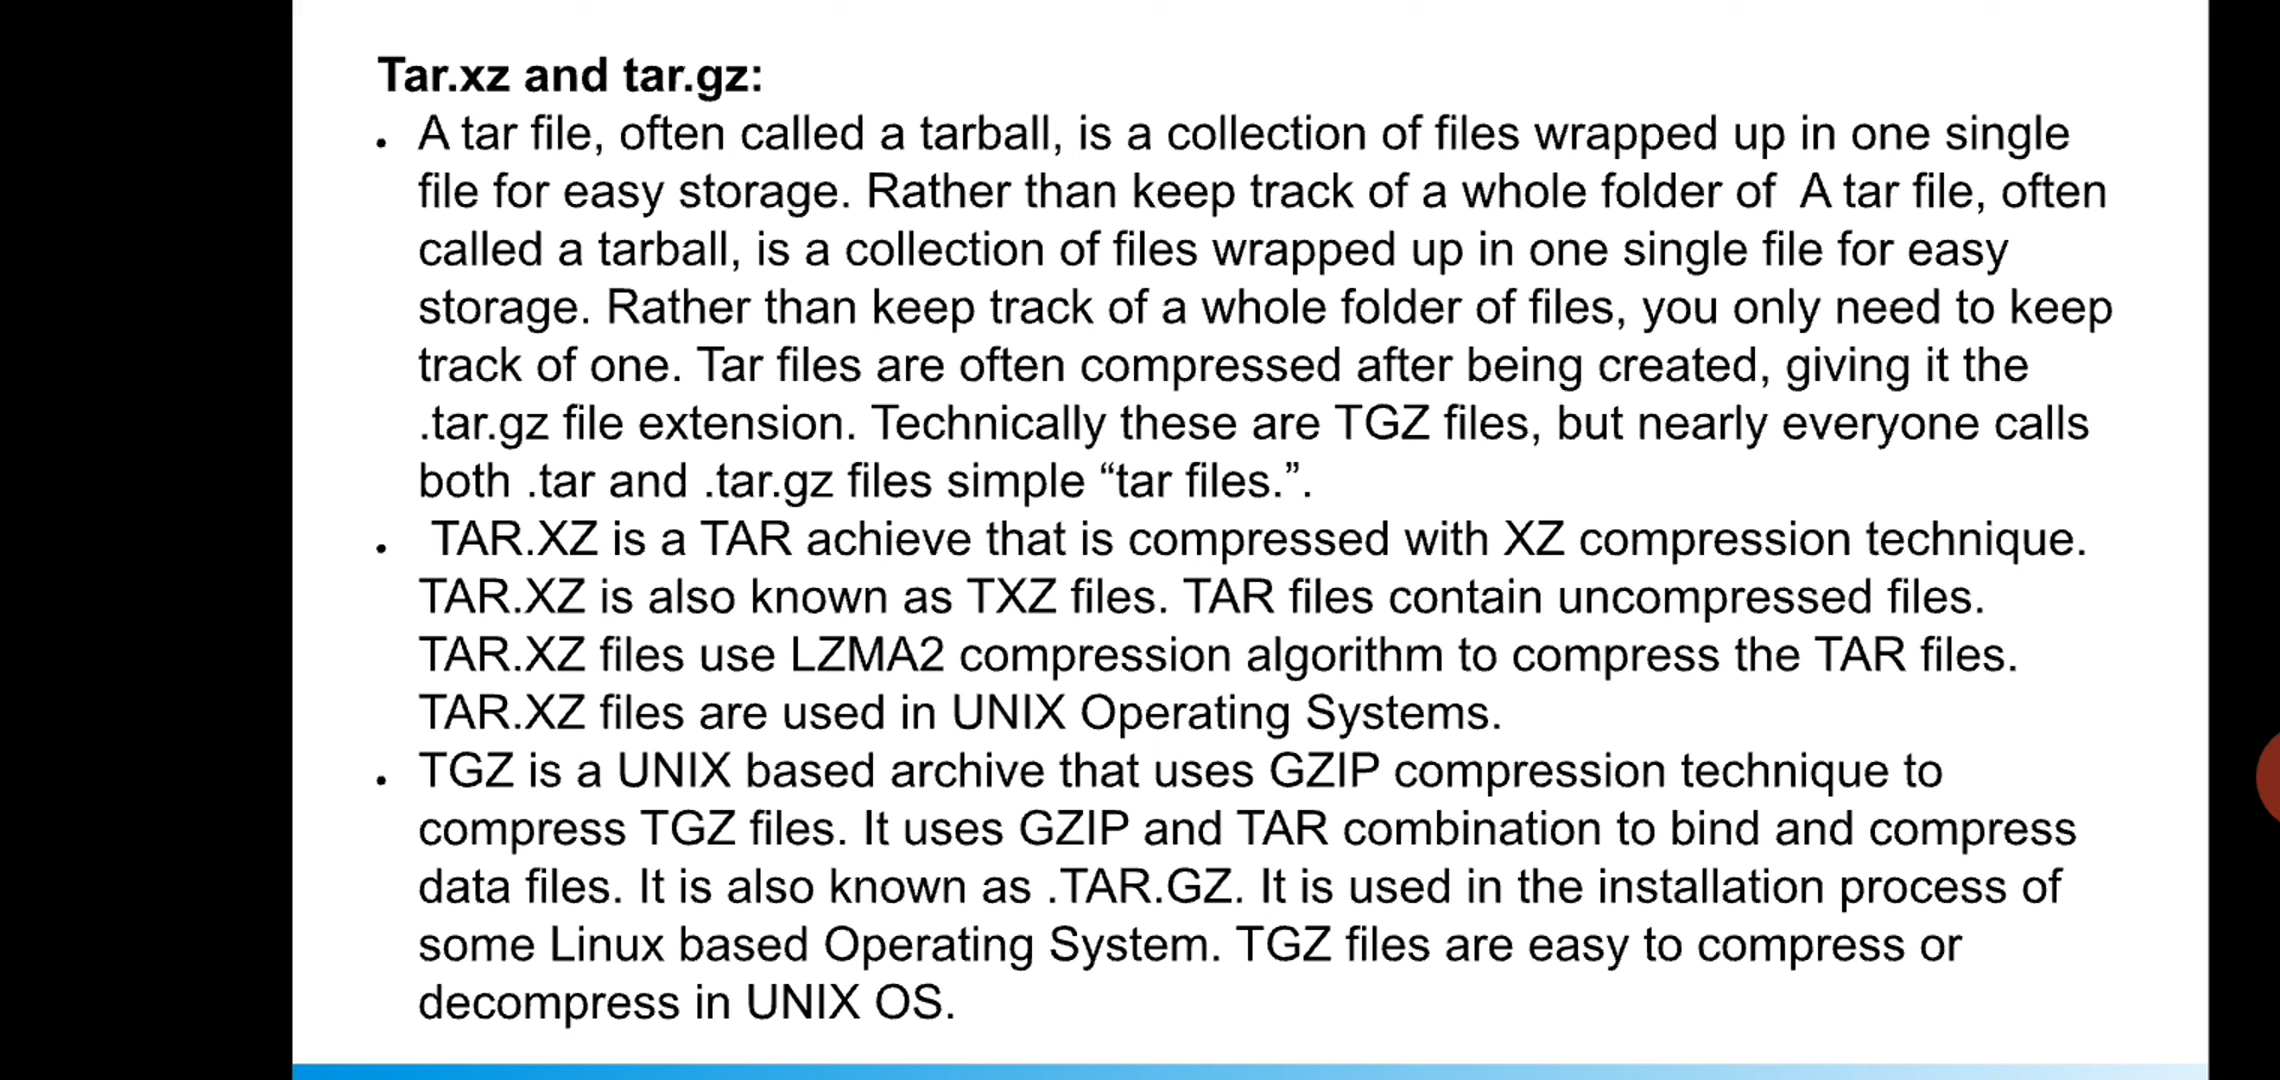 Tar.xz and tar.gz:
. A tar file, often called a tarball, is a collection of files wrapped up in one single
file for easy storage. Rather than keep track of a whole folder of  A tar file, often
called a tarball, is a collection of files wrapped up in one single file for easy
storage. Rather than keep track of a whole folder of files, you only need to keep
track of one. Tar files are often compressed after being created, giving it the
.tar.gz file extension. Technically these are TGZ files, but nearly everyone calls
both .tar and .tar.gz files simple “tar files.”.
. TAR.XZ is a TAR achieve that is compressed with XZ compression technique.
TAR.XZ is also known as TXZ files. TAR files contain uncompressed files.
TAR.XZ files use LZMA2 compression algorithm to compress the TAR files.
TAR.XZ files are used in UNIX Operating Systems.
. TGZ is a UNIX based archive that uses GZIP compression technique to
compress TGZ files. It uses GZIP and TAR combination to bind and compress
data files. It is also known as .TAR.GZ. It is used in the installation process of
some Linux based Operating System. TGZ files are easy to compress or
decompress in UNIX OS.